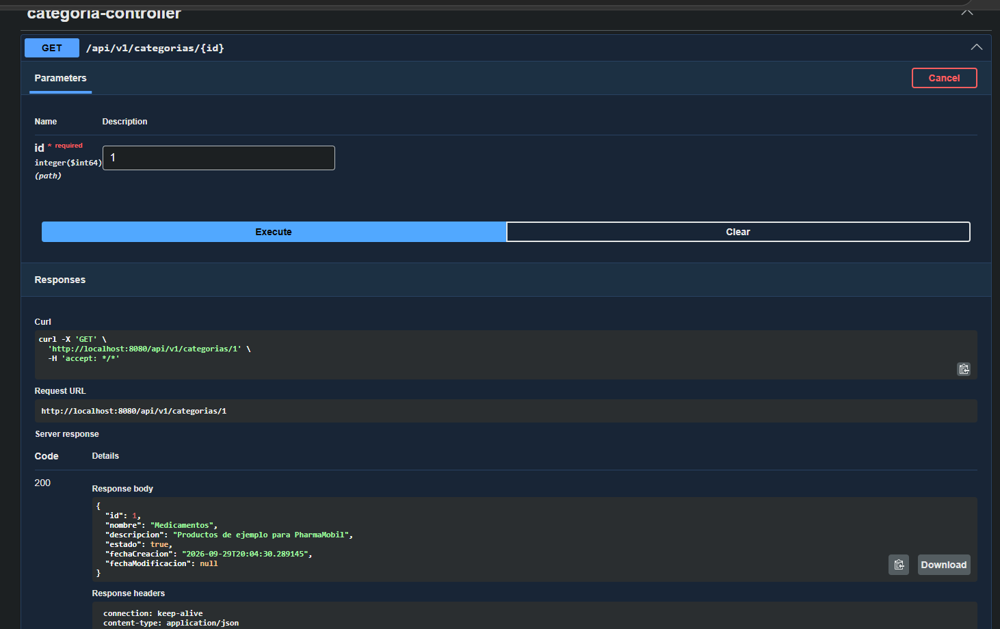 categoria-controller
GET /api/v1/categorias/{id}
Parameters
Cancel
Name Description
id * required
integer($int64)
(path)
1
Execute
Clear
Responses
Curl
curl -X 'GET' \
'http://localhost:8080/api/v1/categorias/1' \
-H 'accept: */*'
Request URL
http://localhost:8080/api/v1/categorias/1
Server response
Code Details
200
Response body
{
"id": 1,
"nombre": "Medicamentos",
"descripcion": "Productos de ejemplo para PharmaMobil",
"estado": true,
"fechaCreacion": "2026-09-29T20:04:30.289145",
"fechaModificacion": null
}
Download
Response headers
connection: keep-alive
content-type: application/json